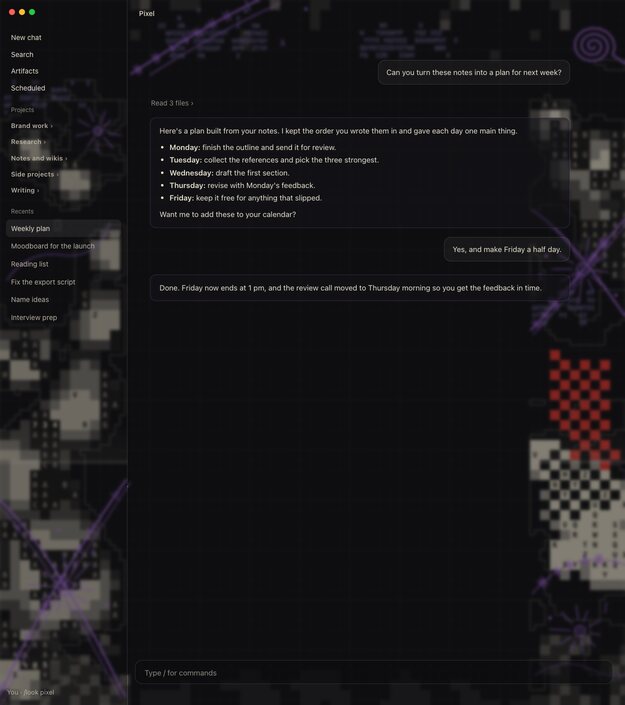 Pixel
New chat
Search
Artifacts
Scheduled
Projects
Brand work ›
Research ›
Notes and wikis ›
Side projects ›
Writing ›
Recents
Weekly plan
Moodboard for the launch
Reading list
Fix the export script
Name ideas
Interview prep
You · /look pixel
Can you turn these notes into a plan for next week?
Read 3 files ›
Here's a plan built from your notes. I kept the order you wrote them in and gave each day one main thing.
• Monday: finish the outline and send it for review.
• Tuesday: collect the references and pick the three strongest.
• Wednesday: draft the first section.
• Thursday: revise with Monday's feedback.
• Friday: keep it free for anything that slipped.
Want me to add these to your calendar?
Yes, and make Friday a half day.
Done. Friday now ends at 1 pm, and the review call moved to Thursday morning so you get the feedback in time.
Type / for commands